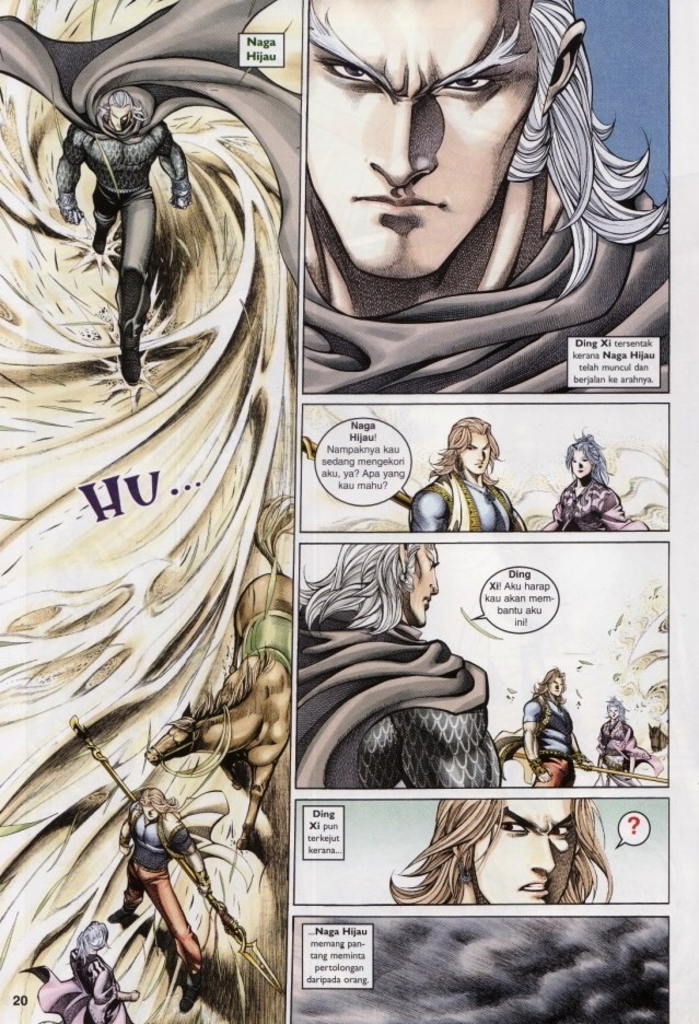 Naga
Hijau
Ding Xi tersentak
kerana Naga Hijau
telah muncul dan
berjalan ke arahnya.
HU...
Naga
Hijau!
Nampaknya kau
sedang mengekori
aku, ya? Apa yang
kau mahu?
Ding
Xi! Aku harap
kau akan mem-
bantu aku
ini!
Ding
Xi pun
terkejut
kerana...
?
...Naga Hijau
memang pan-
tang meminta
pertolongan
daripada orang.
20